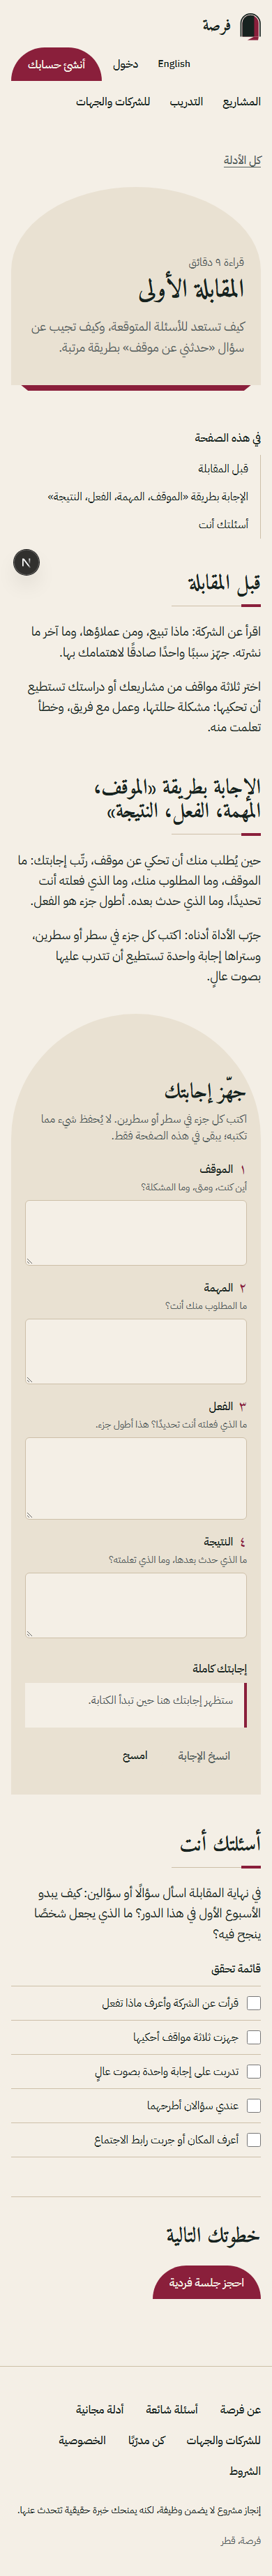 فرصة
English
دخول
أنشئ حسابك
المشاريع
التدريب
للشركات والجهات
كل الأدلة
قراءة ٩ دقائق
المقابلة الأولى
كيف تستعد للأسئلة المتوقعة، وكيف تجيب عن
سؤال «حدثني عن موقف» بطريقة مرتبة.
في هذه الصفحة
قبل المقابلة
الإجابة بطريقة «الموقف، المهمة، الفعل، النتيجة»
أسئلتك أنت
N
قبل المقابلة
اقرأ عن الشركة: ماذا تبيع، ومن عملاؤها، وما آخر ما
نشرته. جهّز سببًا واحدًا صادقًا لاهتمامك بها.
اختر ثلاثة مواقف من مشاريعك أو دراستك تستطيع
أن تحكيها: مشكلة حللتها، وعمل مع فريق، وخطأ
تعلمت منه.
الإجابة بطريقة «الموقف،
المهمة، الفعل، النتيجة»
حين يُطلب منك أن تحكي عن موقف، رتّب إجابتك: ما
الموقف، وما المطلوب منك، وما الذي فعلته أنت
تحديدًا، وما الذي حدث بعده. أطول جزء هو الفعل.
جرّب الأداة أدناه: اكتب كل جزء في سطر أو سطرين،
وستراها إجابة واحدة تستطيع أن تتدرب عليها
بصوت عالٍ.
جهّز إجابتك
اكتب كل جزء في سطر أو سطرين. لا يُحفظ شيء مما
تكتبه؛ يبقى في هذه الصفحة فقط.
١ الموقف
أين كنت، ومتى، وما المشكلة؟
٢ المهمة
ما المطلوب منك أنت؟
٣ الفعل
ما الذي فعلته أنت تحديدًا؟ هذا أطول جزء.
٤ النتيجة
ما الذي حدث بعدها، وما الذي تعلمته؟
إجابتك كاملة
ستظهر إجابتك هنا حين تبدأ الكتابة.
انسخ الإجابة
امسح
أسئلتك أنت
في نهاية المقابلة اسأل سؤالًا أو سؤالين: كيف يبدو
الأسبوع الأول في هذا الدور؟ ما الذي يجعل شخصًا
ينجح فيه؟
قائمة تحقق
قرأت عن الشركة وأعرف ماذا تفعل
جهزت ثلاثة مواقف أحكيها
تدربت على إجابة واحدة بصوت عالٍ
عندي سؤالان أطرحهما
أعرف المكان أو جربت رابط الاجتماع
خطوتك التالية
احجز جلسة فردية
عن فرصة
أسئلة شائعة
أدلة مجانية
للشركات والجهات
كن مدرّبًا
الخصوصية
الشروط
إنجاز مشروع لا يضمن وظيفة، لكنه يمنحك خبرة حقيقية تتحدث عنها.
فرصة، قطر